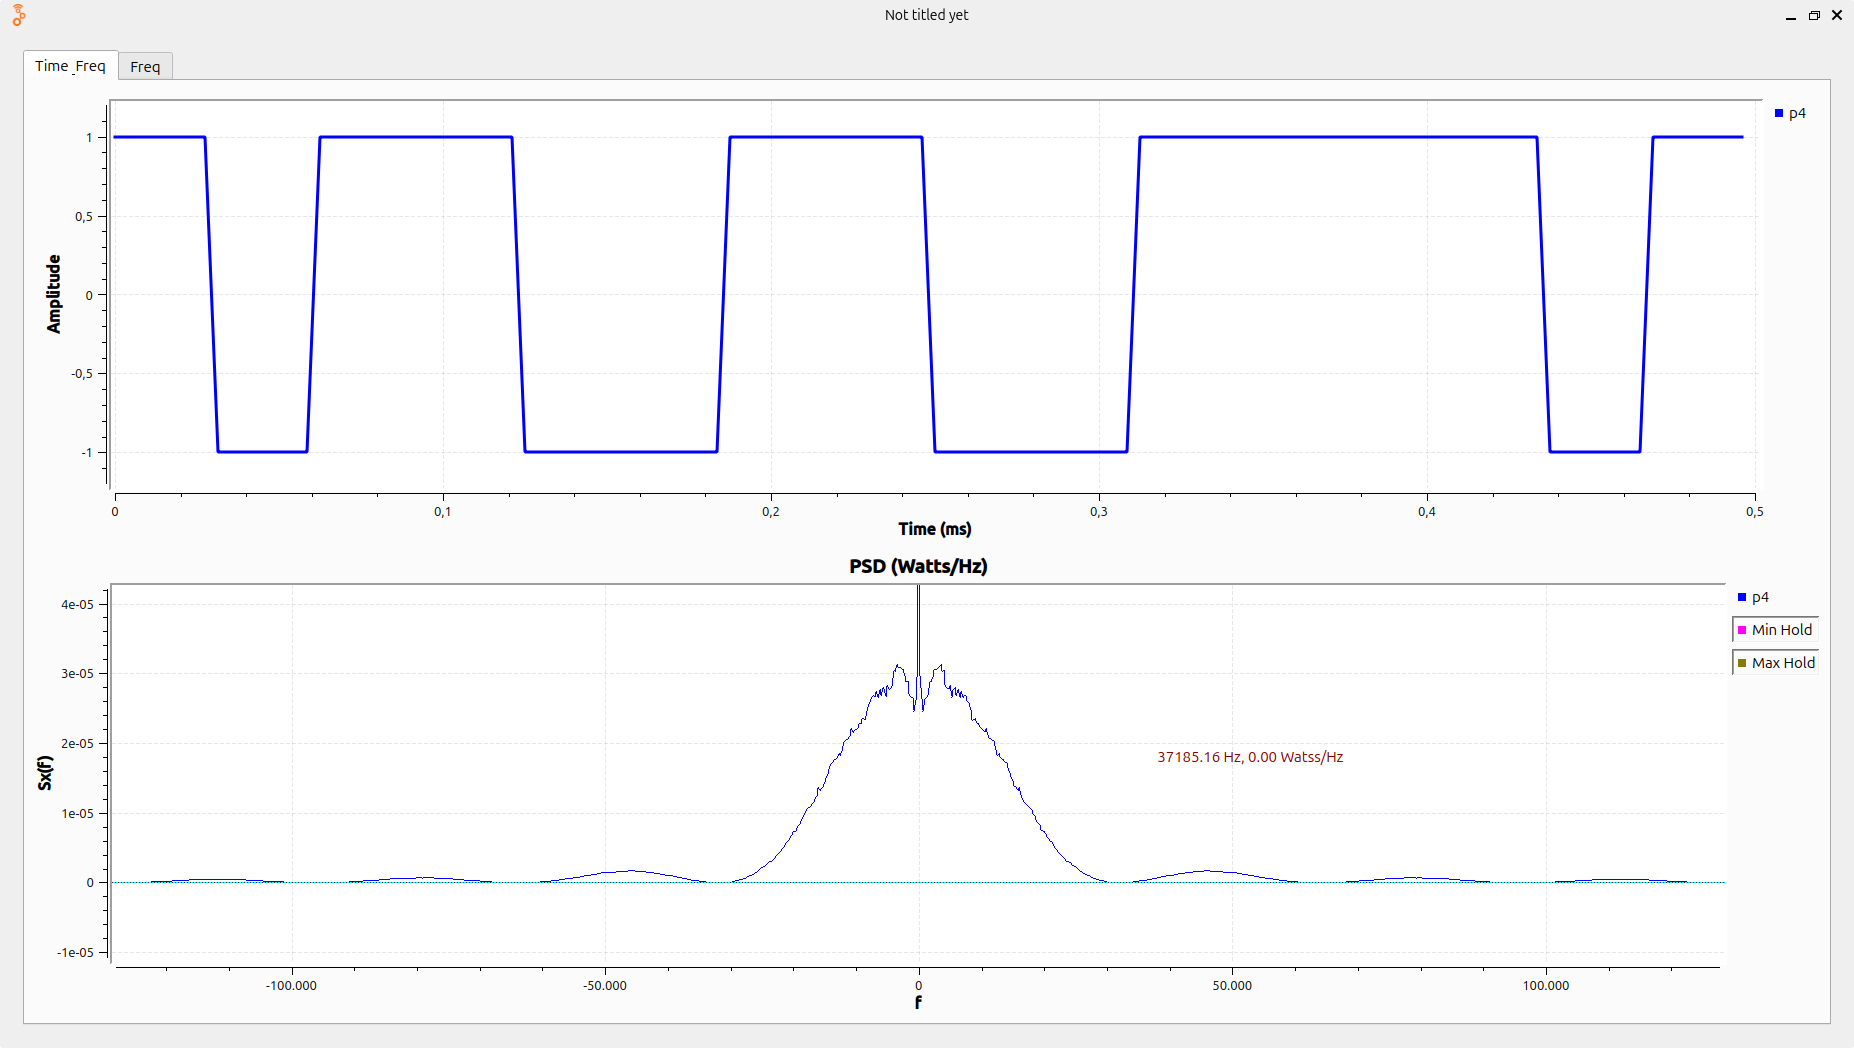 Not titled yet
Time_Freq
Freq
1
0,5
0
-0,5
-1
Amplitude
p4
0
0,1
0,2
0,3
0,4
0,5
Time (ms)
PSD (Watts/Hz)
4e-05
3e-05
2e-05
1e-05
0
-1e-05
Sx(f)
p4
Min Hold
Max Hold
37185.16 Hz, 0.00 Watss/Hz
-100.000
-50.000
0
50.000
100.000
f